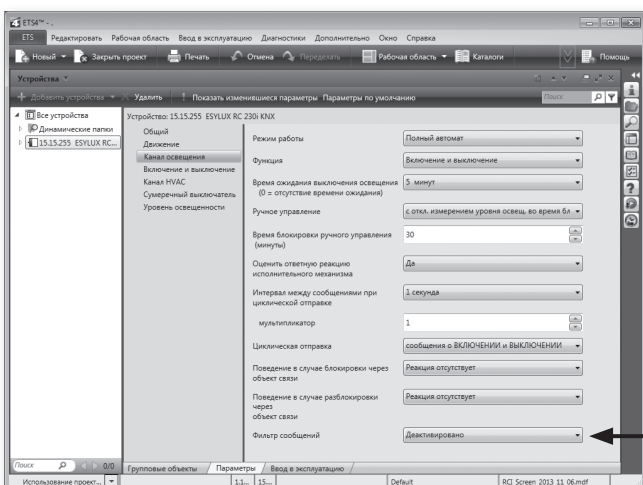 ETS4™ - .
ETS Редактировать Рабочая область Ввод в эксплуатацию Диагностики Дополнительно Окно Справка
Новый Закрыть проект Печать Отмена Переделать Рабочая область Каталоги Помощь
Устройства
Добавить устройства Удалить Показать изменившиеся параметры Параметры по умолчанию Поиск
Все устройства
Динамические папки
15.15.255 ESYLUX RC...
Устройство: 15.15.255 ESYLUX RC 230i KNX
Общий
Движение
Канал освещения
Включение и выключение
Канал HVAC
Сумеречный выключатель
Уровень освещенности
Режим работы Полный автомат
Функция Включение и выключение
Время ожидания выключения освещения 5 минут
(0 = отсутствие времени ожидания)
Ручное управление с откл. измерением уровня освещ. во время бл
Время блокировки ручного управления 30
(минуты)
Оценить ответную реакцию Да
исполнительного механизма
Интервал между сообщениями при 1 секунда
циклической отправке
мультипликатор 1
Циклическая отправка сообщения о ВКЛЮЧЕНИИ и ВЫКЛЮЧЕНИИ
Поведение в случае блокировки через Реакция отсутствует
объект связи
Поведение в случае разблокировки Реакция отсутствует
через
объект связи
Фильтр сообщений Деактивировано
Поиск 0/0 Групповые объекты Параметры Ввод в эксплуатацию
Использование проект... 1.1... 15.... Default RCI Screen 2013_11_06.mdf